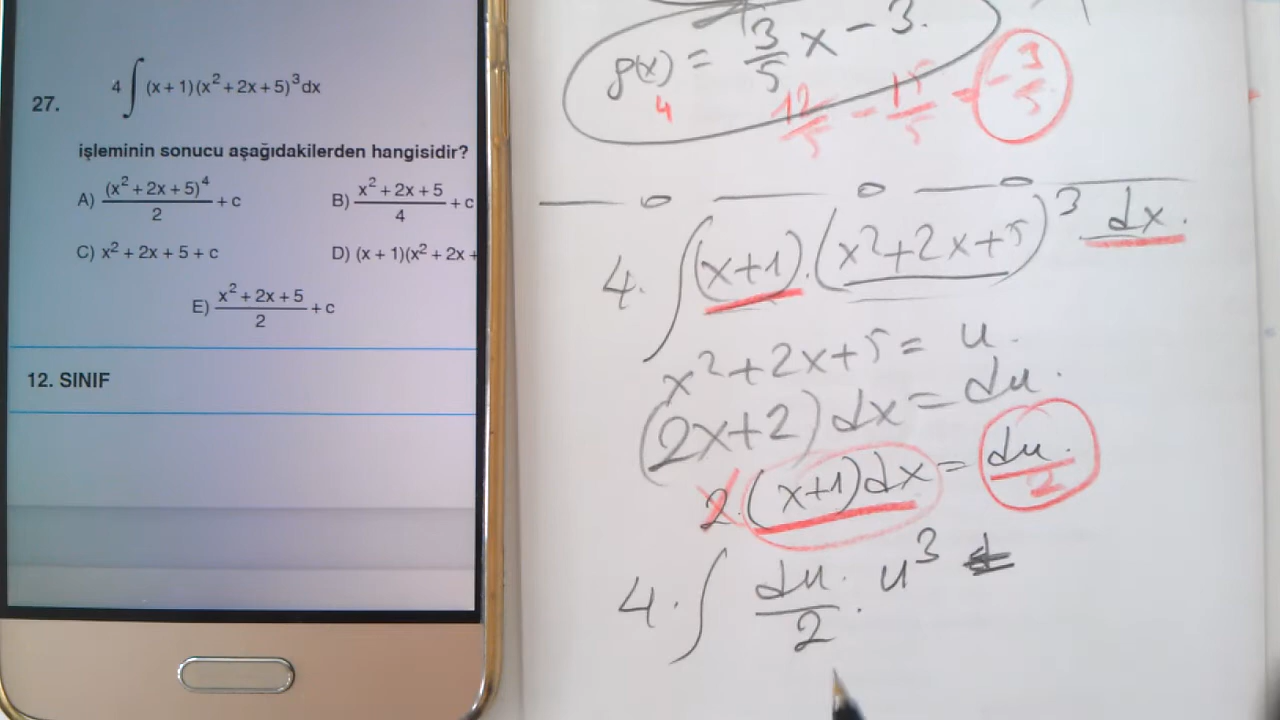 27. 4∫(x+1)(x²+2x+5)³dx
işleminin sonucu aşağıdakilerden hangisidir?
A) (x²+2x+5)⁴/2 + c B) x²+2x+5/4 + c
C) x²+2x+5+c D) (x+1)(x²+2x+
E) x²+2x+5/2 + c
12. SINIF
g(x) = 3/5 x - 3.
4 12/5 - 15/5 = -3/5
4. ∫(x+1).(x²+2x+5)³ dx.
x²+2x+5 = u.
(2x+2)dx = du.
2.(x+1)dx = du./2
4. ∫ du./2 . u³